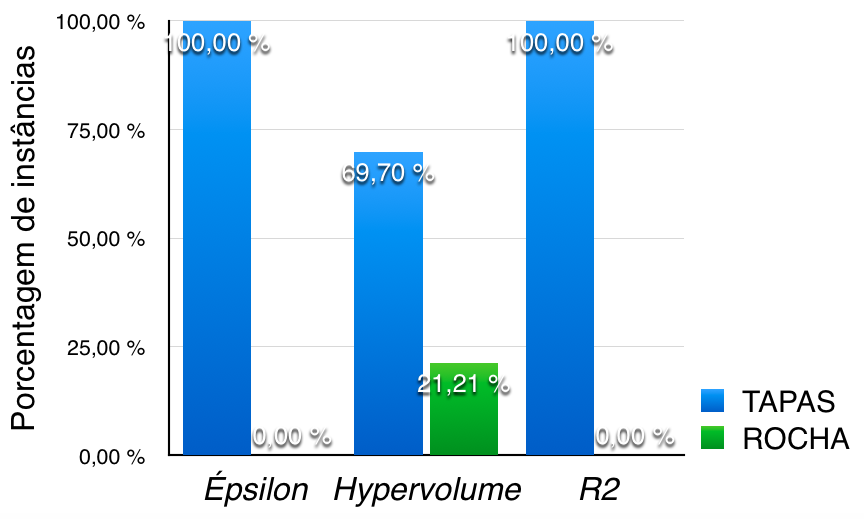 Porcentagem de instâncias
100,00 %
75,00 %
50,00 %
25,00 %
0,00 %
100,00 %
0,00 %
69,70 %
21,21 %
100,00 %
0,00 %
Épsilon Hypervolume R2
TAPAS
ROCHA